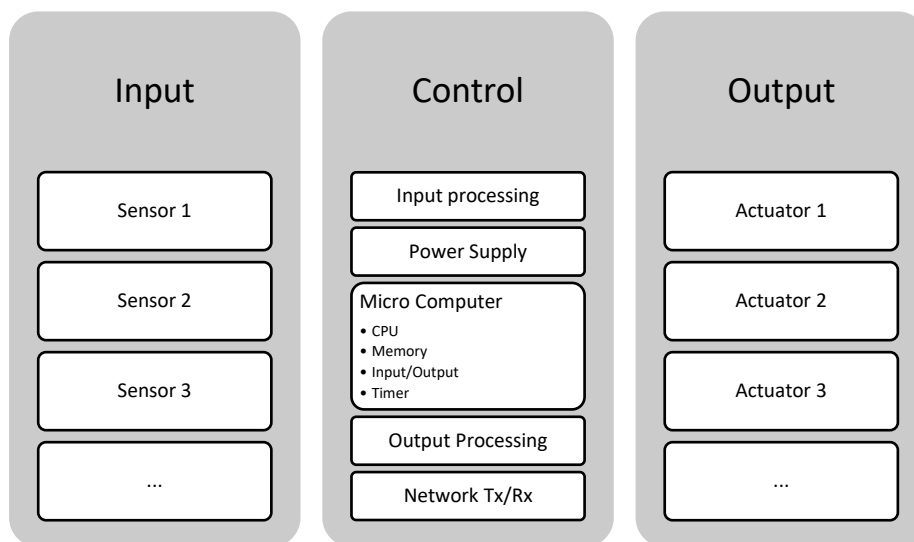 Input
Sensor 1
Sensor 2
Sensor 3
...
Control
Input processing
Power Supply
Micro Computer
• CPU
• Memory
• Input/Output
• Timer
Output Processing
Network Tx/Rx
Output
Actuator 1
Actuator 2
Actuator 3
...